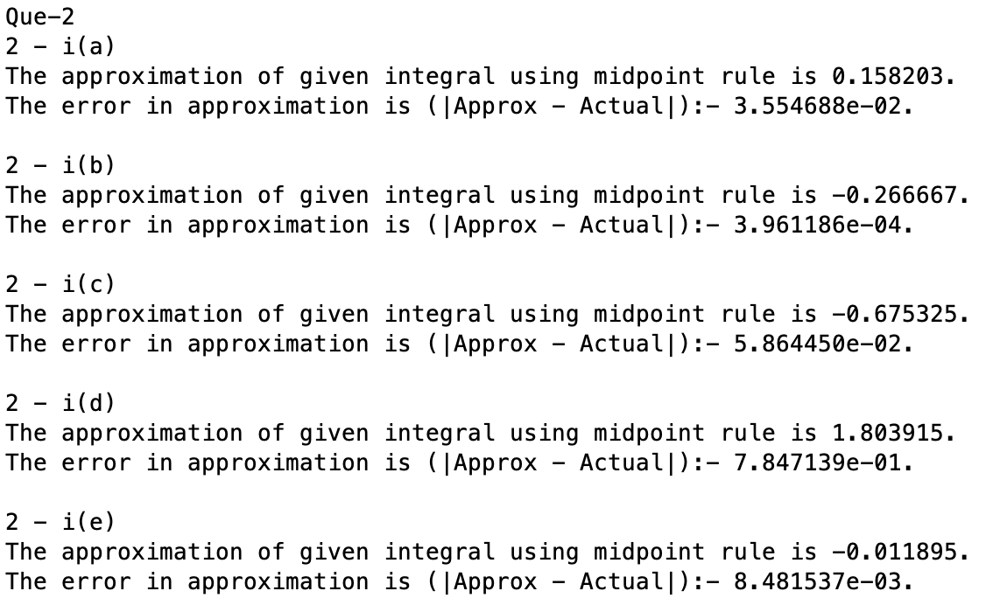 Que-2
2 - i(a)
The approximation of given integral using midpoint rule is 0.158203.
The error in approximation is (|Approx - Actual|):- 3.554688e-02.
2 - i(b)
The approximation of given integral using midpoint rule is -0.266667.
The error in approximation is (|Approx - Actual|):- 3.961186e-04.
2 - i(c)
The approximation of given integral using midpoint rule is -0.675325.
The error in approximation is (|Approx - Actual|):- 5.864450e-02.
2 - i(d)
The approximation of given integral using midpoint rule is 1.803915.
The error in approximation is (|Approx - Actual|):- 7.847139e-01.
2 - i(e)
The approximation of given integral using midpoint rule is -0.011895.
The error in approximation is (|Approx - Actual|):- 8.481537e-03.